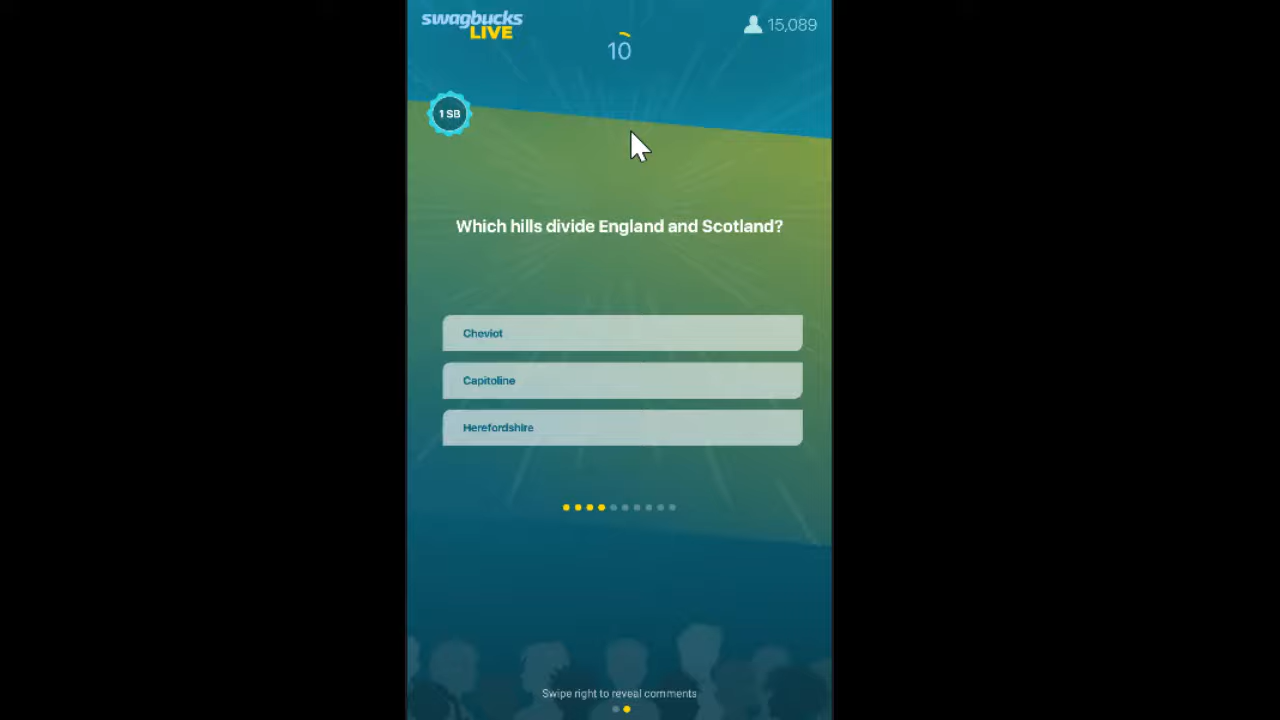 swagbucks
LIVE
10
15,089
1 SB
Which hills divide England and Scotland?
Cheviot
Capitoline
Herefordshire
Swipe right to reveal comments